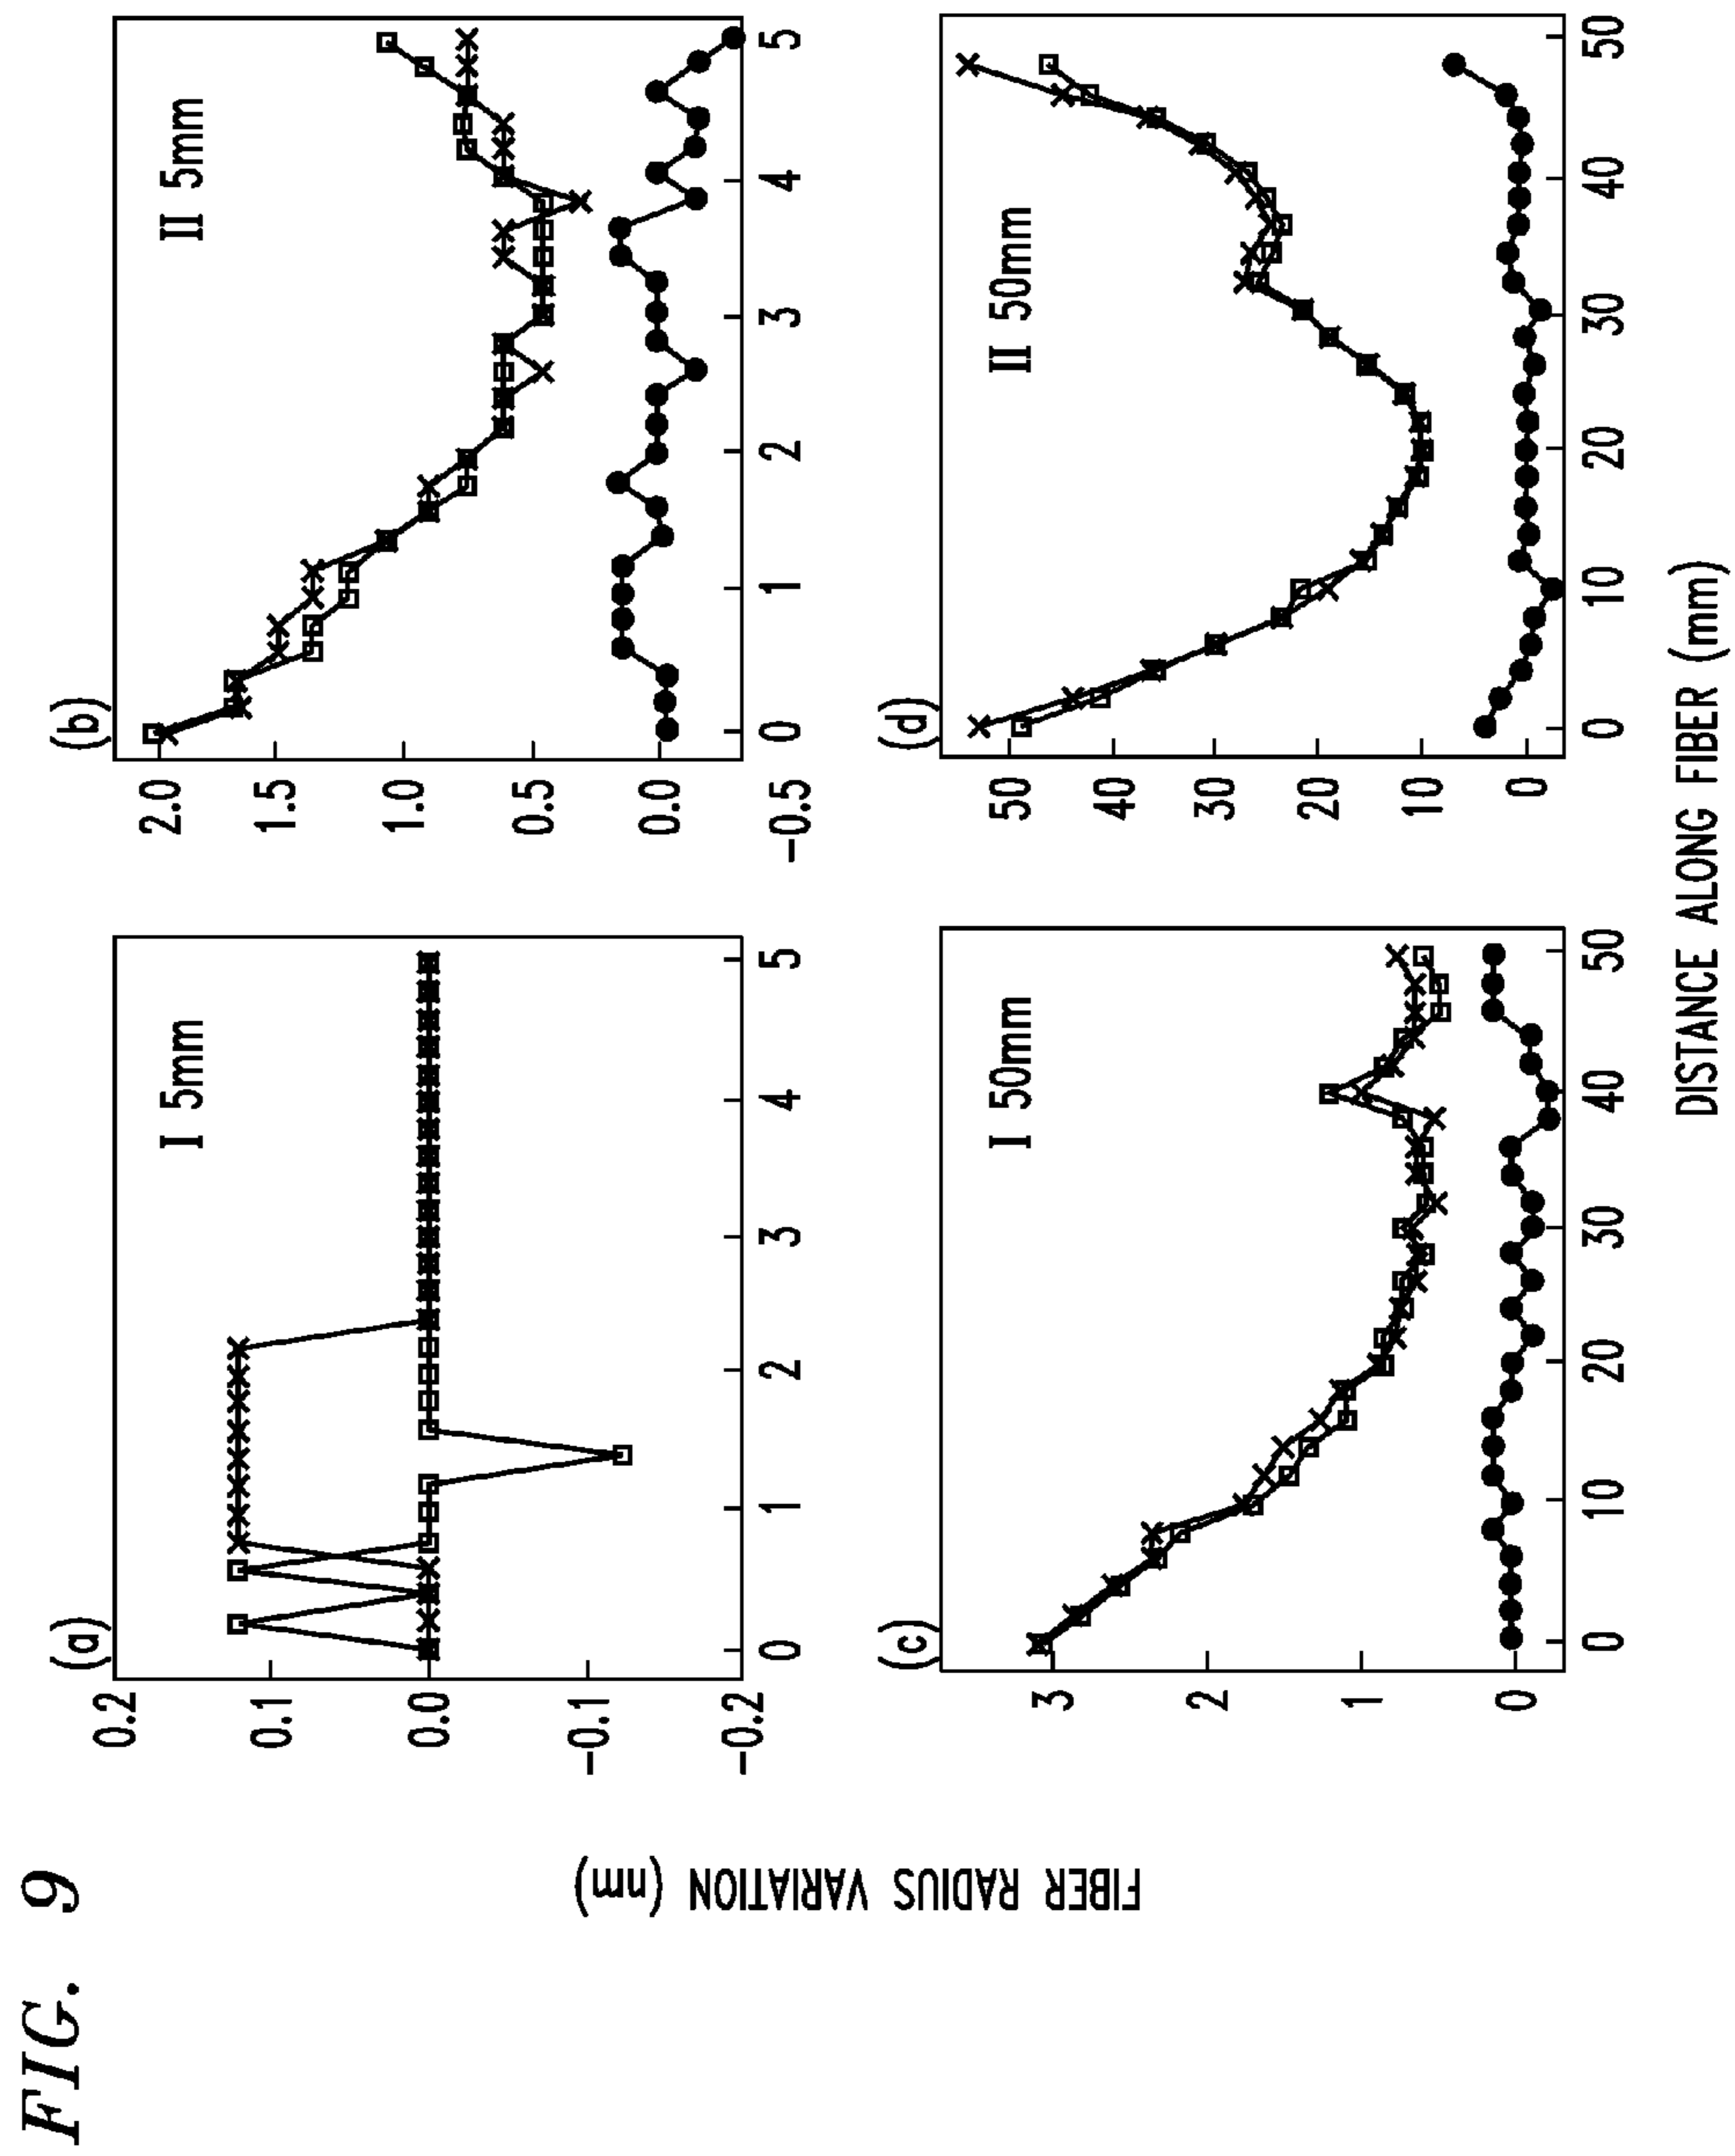 FIG. 9
FIBER RADIUS VARIATION (nm)
(a)
I 5mm
0.2
0.1
0.0
-0.1
-0.2
0 1 2 3 4 5
(b)
II 5mm
2.0
1.5
1.0
0.5
0.0
-0.5
0 1 2 3 4 5
(c)
I 50mm
3
2
1
0
0 10 20 30 40 50
(d)
II 50mm
50
40
30
20
10
0
0 10 20 30 40 50
DISTANCE ALONG FIBER (mm)